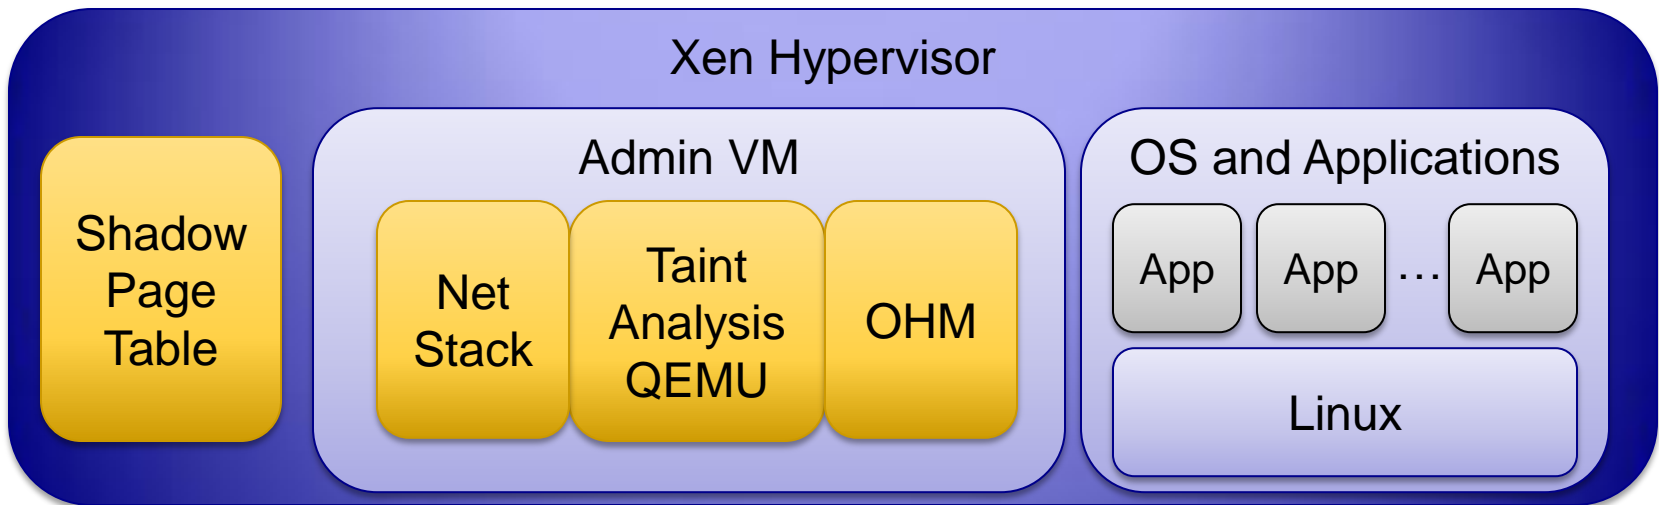 Xen Hypervisor
Shadow
Page
Table
Admin VM
Net
Stack
Taint
Analysis
QEMU
OHM
OS and Applications
App
App
...
App
Linux